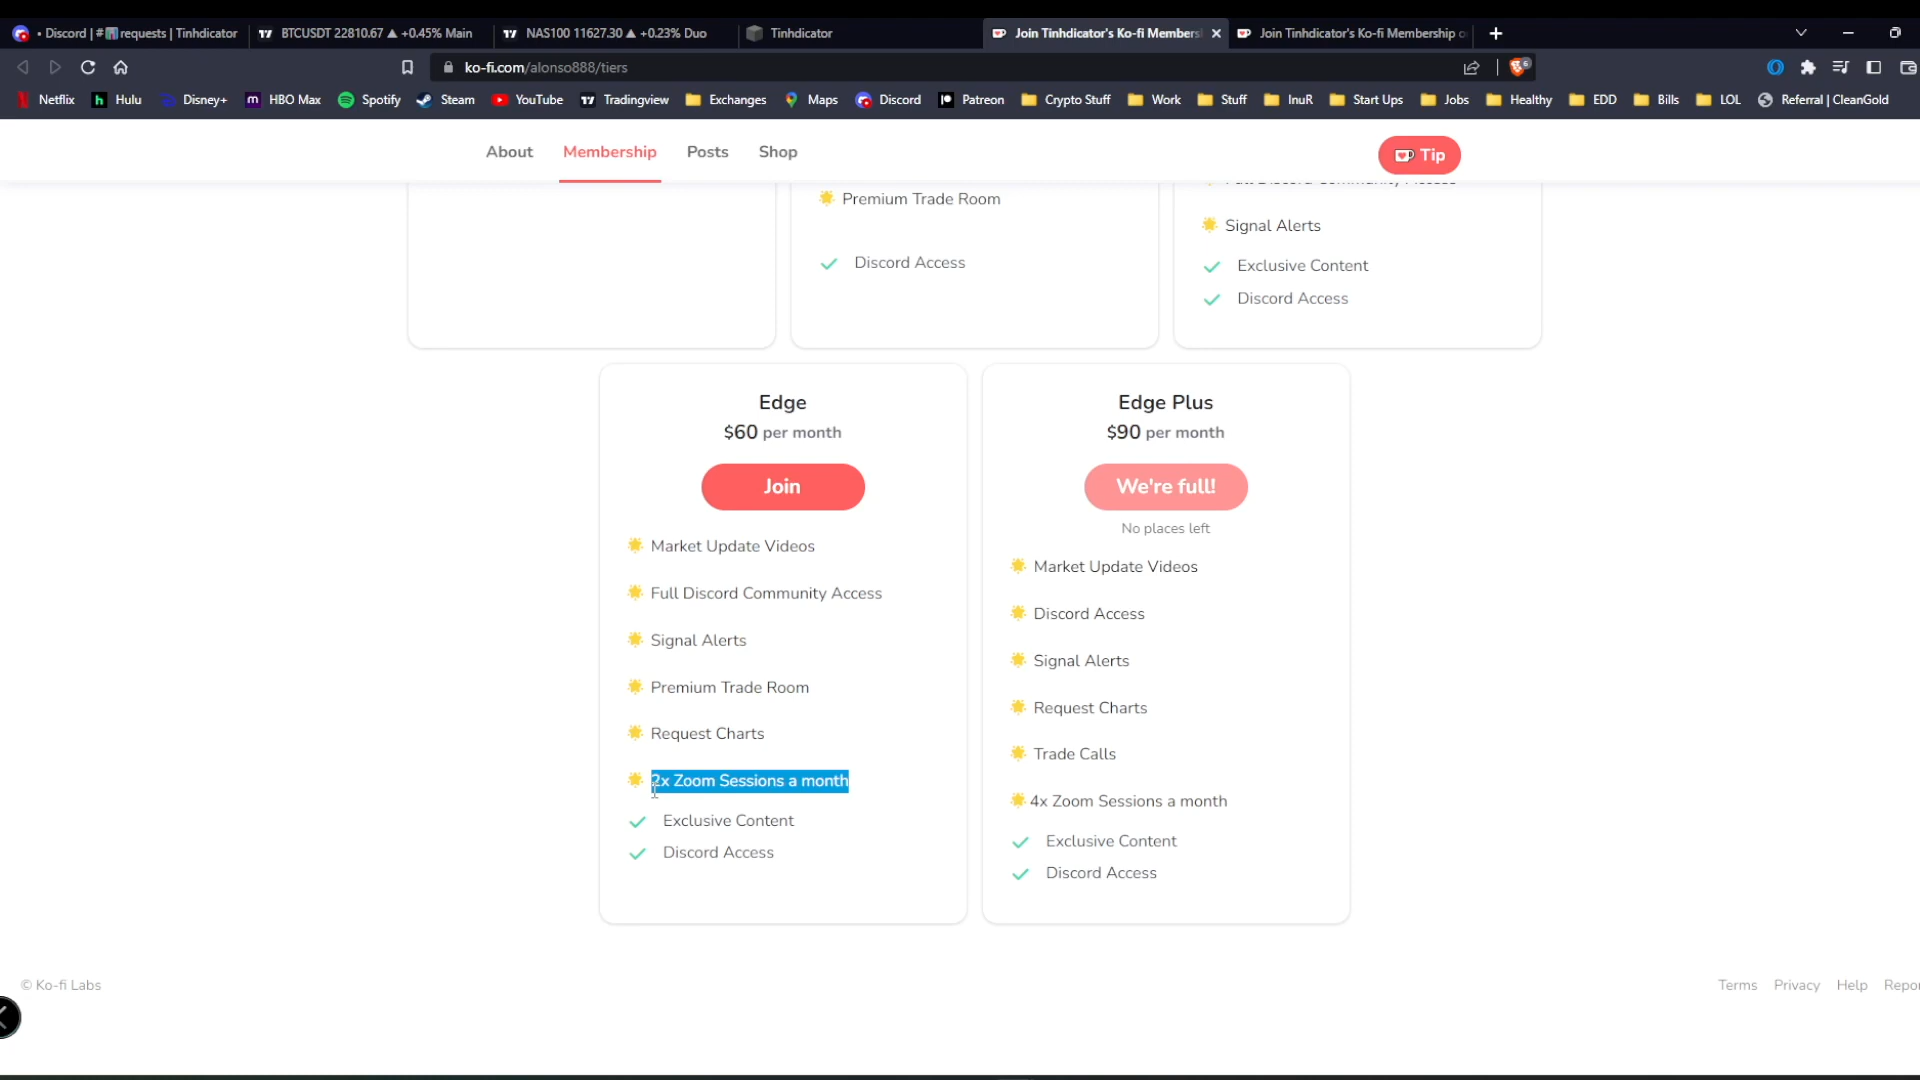 • Discord | # requests | Tinhdicator
BTCUSDT 22810.67 ▲ +0.45% Main
NAS100 11627.30 ▲ +0.23% Duo
Tinhdicator
Join Tinhdicator's Ko-fi Members
Join Tinhdicator's Ko-fi Membership o
ko-fi.com/alonso888/tiers
6
Netflix
Hulu
Disney+
HBO Max
Spotify
Steam
YouTube
Tradingview
Exchanges
Maps
Discord
Patreon
Crypto Stuff
Work
Stuff
InuR
Start Ups
Jobs
Healthy
EDD
Bills
LOL
Referral | CleanGold
About
Membership
Posts
Shop
Tip
Premium Trade Room
Discord Access
Signal Alerts
Exclusive Content
Discord Access
Edge
$60 per month
Join
Market Update Videos
Full Discord Community Access
Signal Alerts
Premium Trade Room
Request Charts
2x Zoom Sessions a month
Exclusive Content
Discord Access
Edge Plus
$90 per month
We're full!
No places left
Market Update Videos
Discord Access
Signal Alerts
Request Charts
Trade Calls
4x Zoom Sessions a month
Exclusive Content
Discord Access
© Ko-fi Labs
Terms
Privacy
Help
Repor